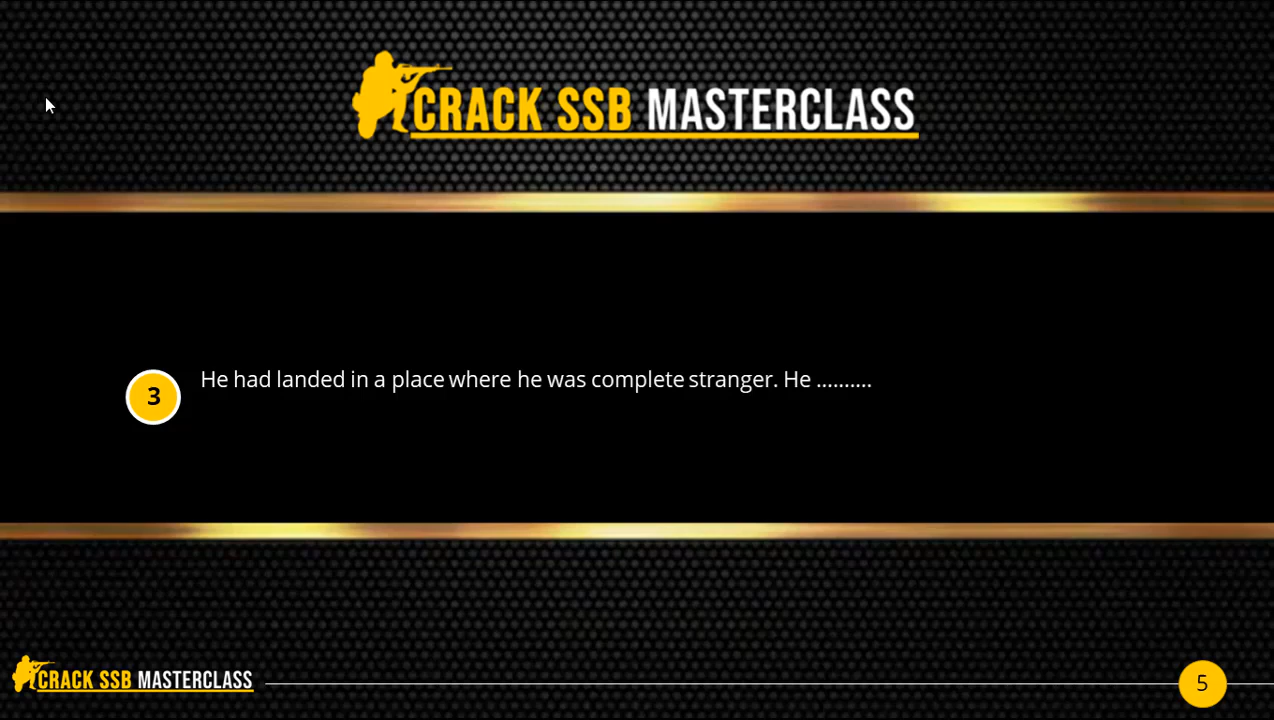 CRACK SSB MASTERCLASS
3
He had landed in a place where he was complete stranger. He ..........
CRACK SSB MASTERCLASS
5